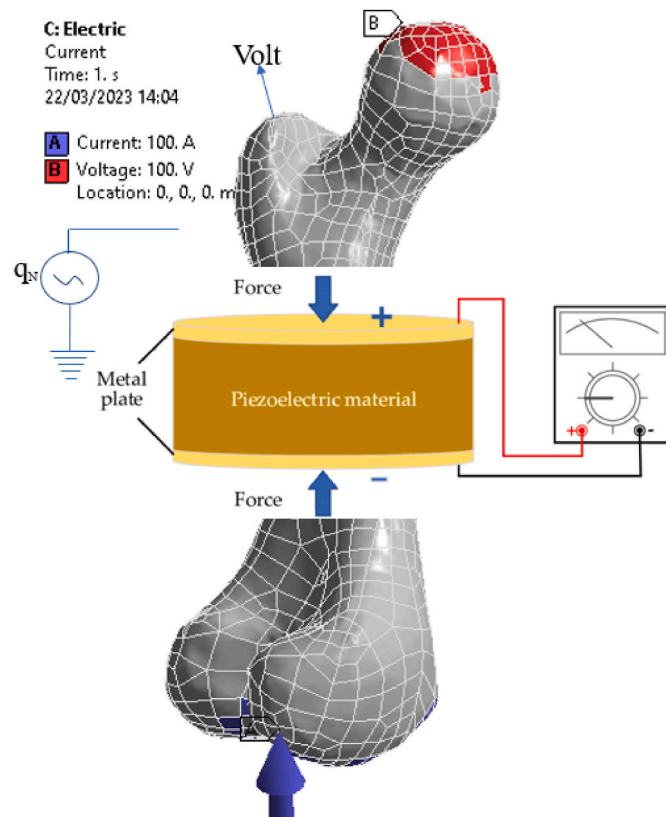 C: Electric
Current
Time: 1. s
22/03/2023 14:04
A Current: 100. A
B Voltage: 100. V
Location: 0., 0., 0. m
Volt
B
qN
Force
+
Metal
plate
Piezoelectric material
+ -
Force
−